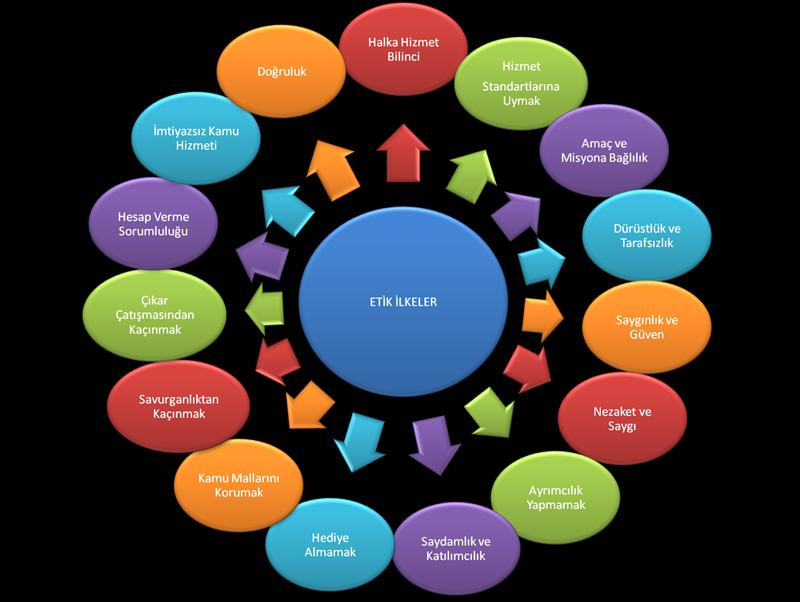 Halka Hizmet
Bilinci
Hizmet
Standartlarına
Uymak
Amaç ve
Misyona Bağlılık
Dürüstlük ve
Tarafsızlık
Saygınlık ve
Güven
Nezaket ve
Saygı
Ayrımcılık
Yapmamak
Saydamlık ve
Katılımcılık
Hediye
Almamak
Kamu Mallarını
Korumak
Savurganlıktan
Kaçınmak
Çıkar
Çatışmasından
Kaçınmak
Hesap Verme
Sorumluluğu
İmtiyazsız Kamu
Hizmeti
Doğruluk
ETİK İLKELER